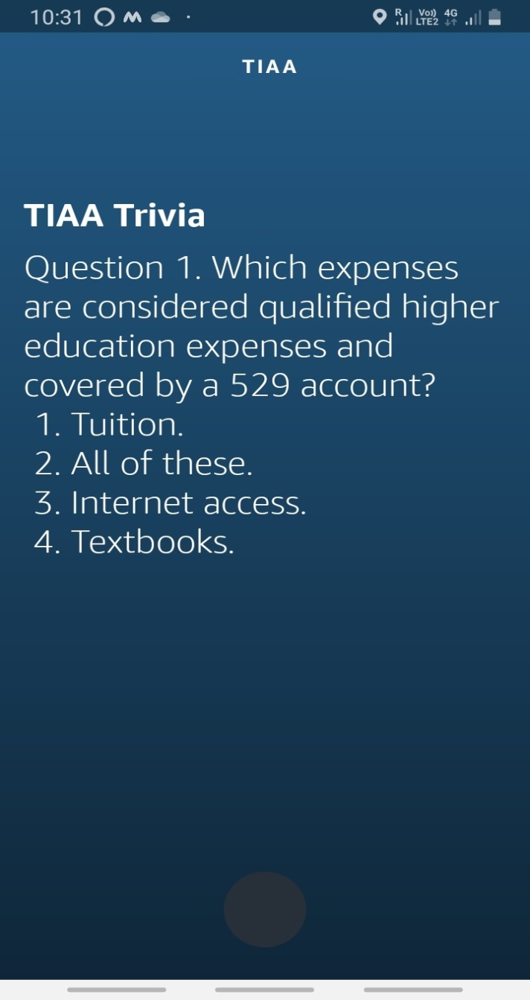 10:31
R Vo)) 4G
LTE2
TIAA
TIAA Trivia
Question 1. Which expenses
are considered qualified higher
education expenses and
covered by a 529 account?
1. Tuition.
2. All of these.
3. Internet access.
4. Textbooks.